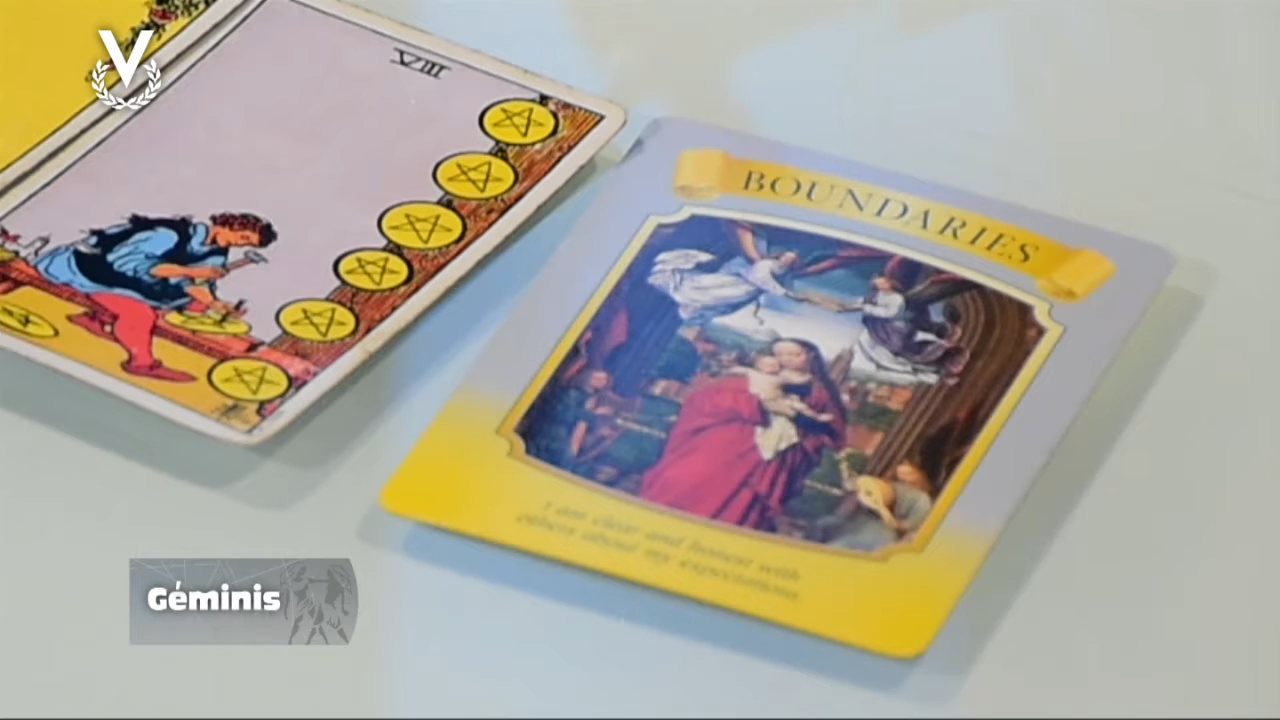 VIII
BOUNDARIES
I am clear and honest with
others about my expectations.
Géminis